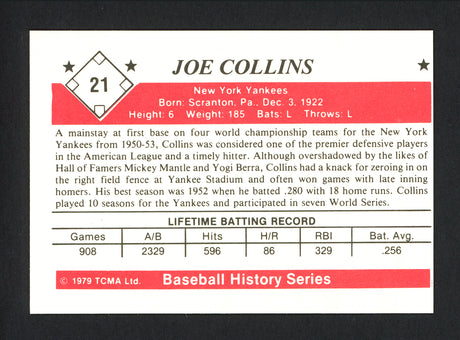 21
JOE COLLINS
New York Yankees
Born: Scranton, Pa., Dec. 3, 1922
Height: 6 Weight: 185 Bats: L Throws: L
A mainstay at first base on four world championship teams for the New York
Yankees from 1950-53, Collins was considered one of the premier defensive players
in the American League and a timely hitter. Although overshadowed by the likes of
Hall of Famers Mickey Mantle and Yogi Berra, Collins had a knack for zeroing in on
the right field fence at Yankee Stadium and often won games with late inning
homers. His best season was 1952 when he batted .280 with 18 home runs. Collins
played 10 seasons for the Yankees and participated in seven World Series.
LIFETIME BATTING RECORD
Games A/B Hits H/R RBI Bat. Avg.
908 2329 596 86 329 .256
© 1979 TCMA Ltd. Baseball History Series